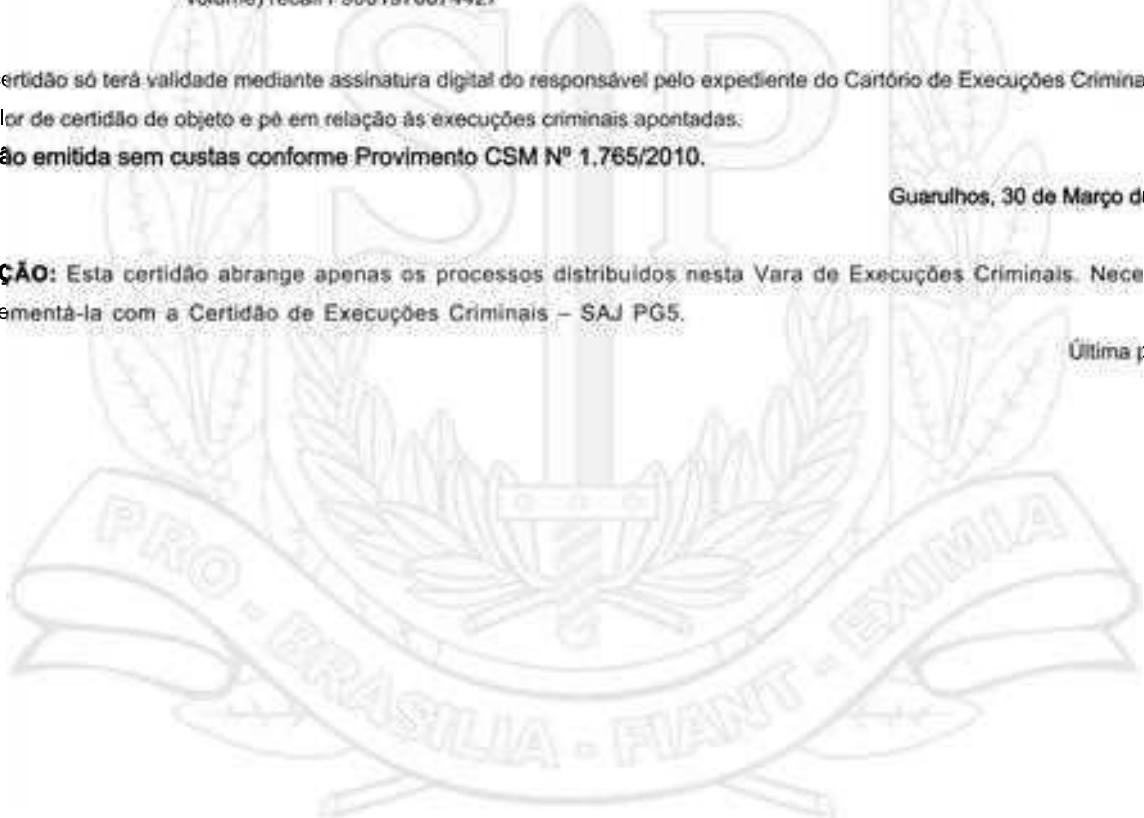 ertidão só terá validade mediante assinatura digital do responsável pelo expediente do Cartório de Execuções Crimina
lor de certidão de objeto e pé em relação às execuções criminais apontadas.
ão emitida sem custas conforme Provimento CSM Nº 1.765/2010.
Guarulhos, 30 de Março d
ÇÃO: Esta certidão abrange apenas os processos distribuídos nesta Vara de Execuções Criminais. Nece
ementá-la com a Certidão de Execuções Criminais – SAJ PG5.
Última p
SP
PRO - BRASILIA - FIANT - EXIMIA